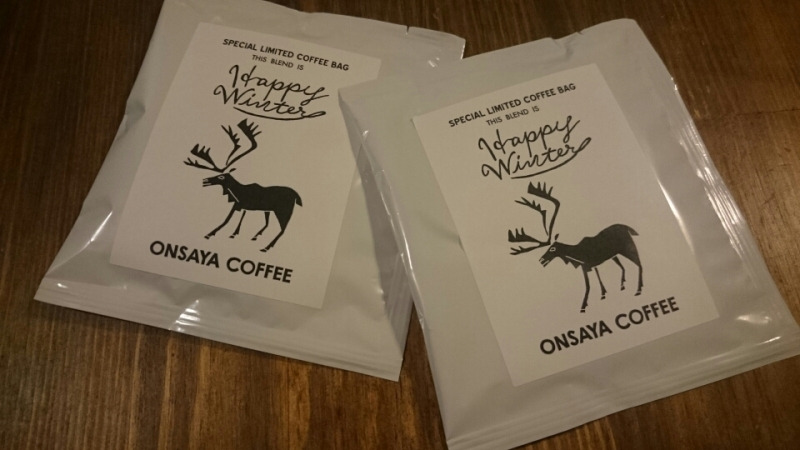 SPECIAL LIMITED COFFEE BAG
THIS BLEND IS
Happy
Winter
ONSAYA COFFEE
SPECIAL LIMITED COFFEE BAG
THIS BLEND IS
Happy
Winter
ONSAYA COFFEE